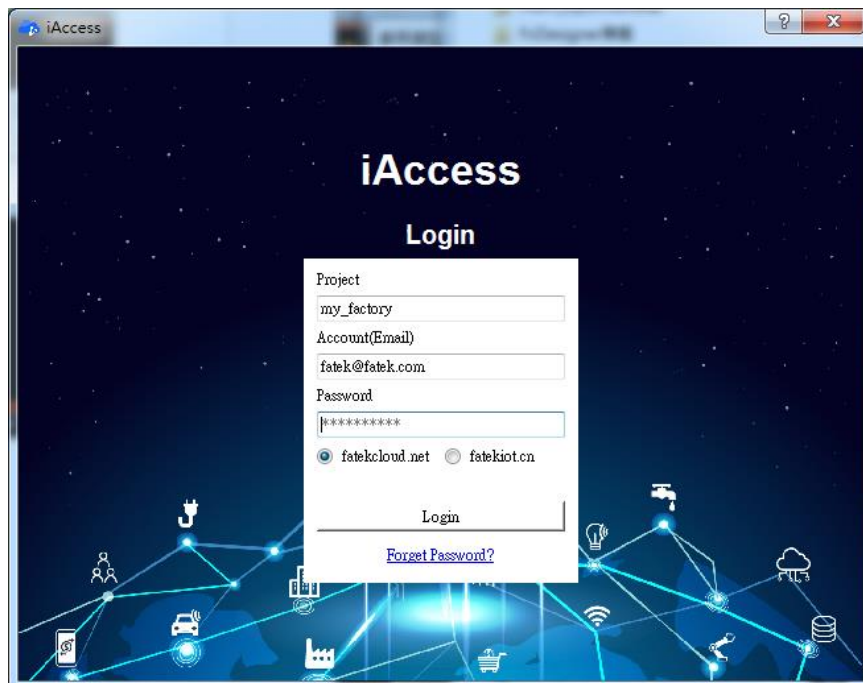 iAccess
iAccess
Login
Project
my_factory
Account(Email)
fatek@fatek.com
Password
**********
fatekcloud.net fatekiot.cn
Login
Forget Password?